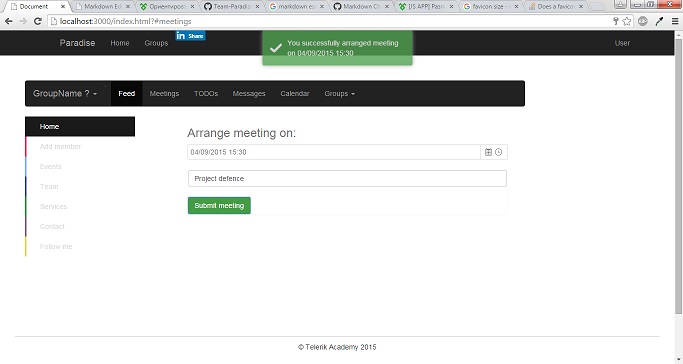 Document
Markdown Ed
Ориентировъ
Team-Paradis
markdown ex
Markdown Ch
[JS APP] Разп
favicon size -
Does a favico
localhost:3000/index.html?#meetings
Paradise Home Groups in Share User
You successfully arranged meeting
on 04/09/2015 15:30
GroupName ? Feed Meetings TODOs Messages Calendar Groups
Home
Add member
Events
Team
Services
Contact
Follow me
Arrange meeting on:
04/09/2015 15:30
Project defence
Submit meeting
© Telerik Academy 2015